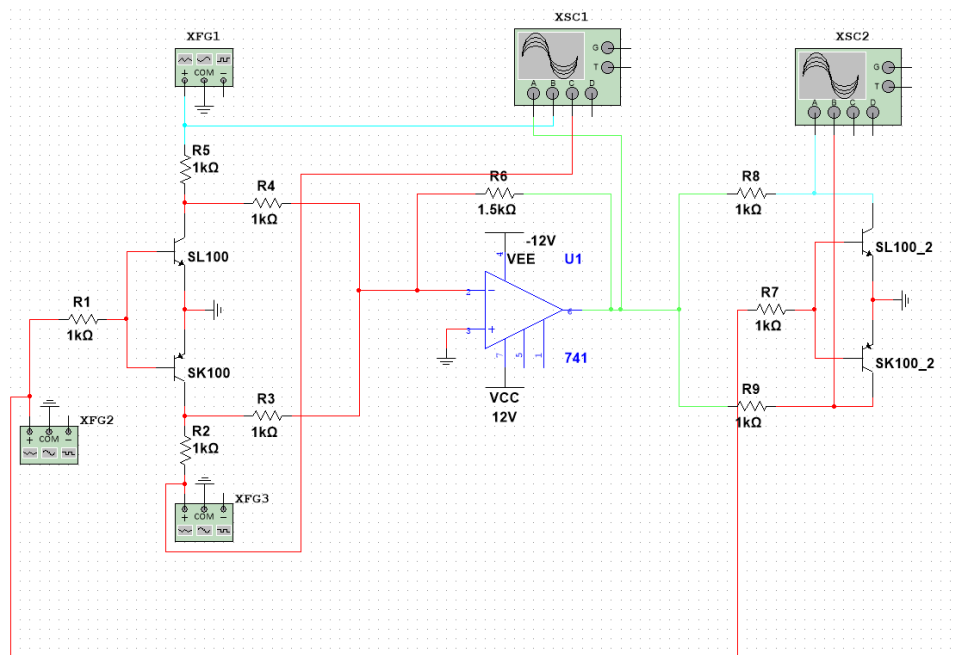 XSC1
G
T
A B C D
XSC2
G
T
A B C D
XFG1
+ COM −
R5
1kΩ
R4
1kΩ
R6
1.5kΩ
R8
1kΩ
-12V
VEE
U1
4
2
3
6
7
5
1
741
VCC
12V
SL100
R1
1kΩ
SK100
R3
1kΩ
R2
1kΩ
XFG2
+ COM −
XFG3
+ COM −
SL100_2
R7
1kΩ
SK100_2
R9
1kΩ